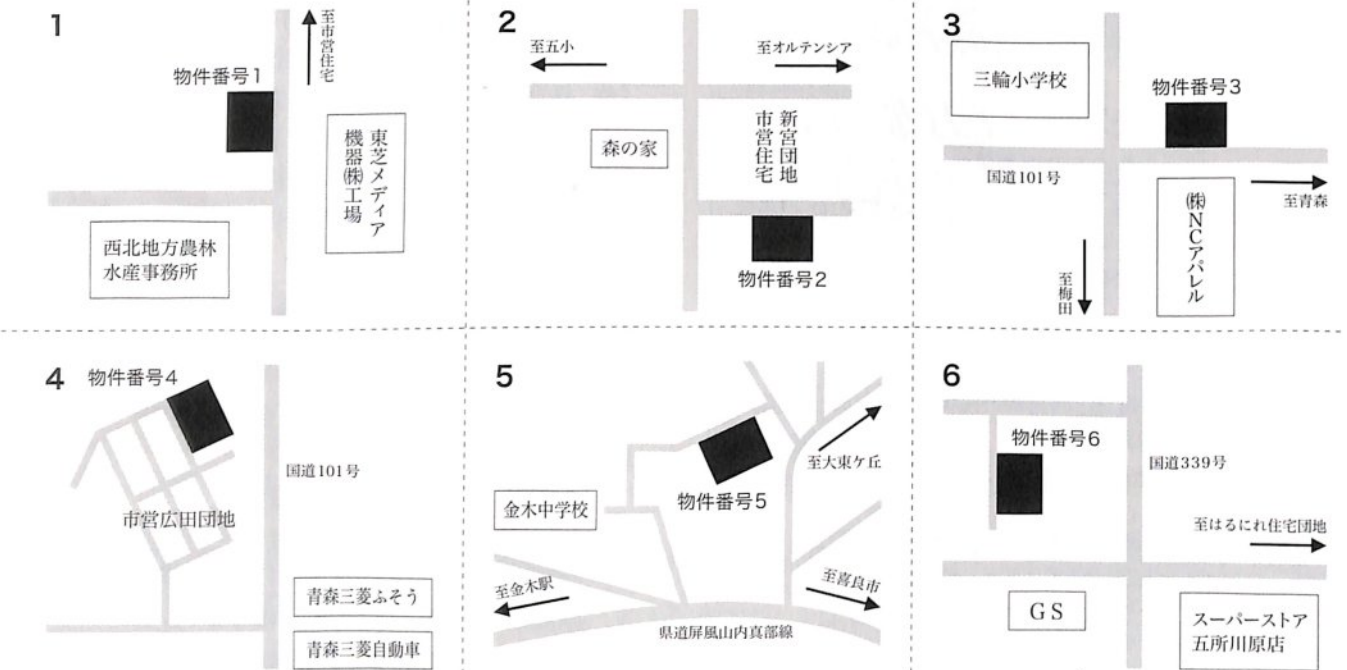 1
至市営住宅
物件番号1
東芝メディア
機器㈱工場
西北地方農林
水産事務所
2
至五小
至オルテンシア
森の家
新宮団地
市営住宅
物件番号2
3
三輪小学校
物件番号3
国道101号
至青森
㈱NCアパレル
至梅田
4
物件番号4
国道101号
市営広田団地
青森三菱ふそう
青森三菱自動車
5
至大東ケ丘
物件番号5
金木中学校
至金木駅
至喜良市
県道屏風山内真部線
6
物件番号6
国道339号
至はるにれ住宅団地
GS
スーパーストア
五所川原店